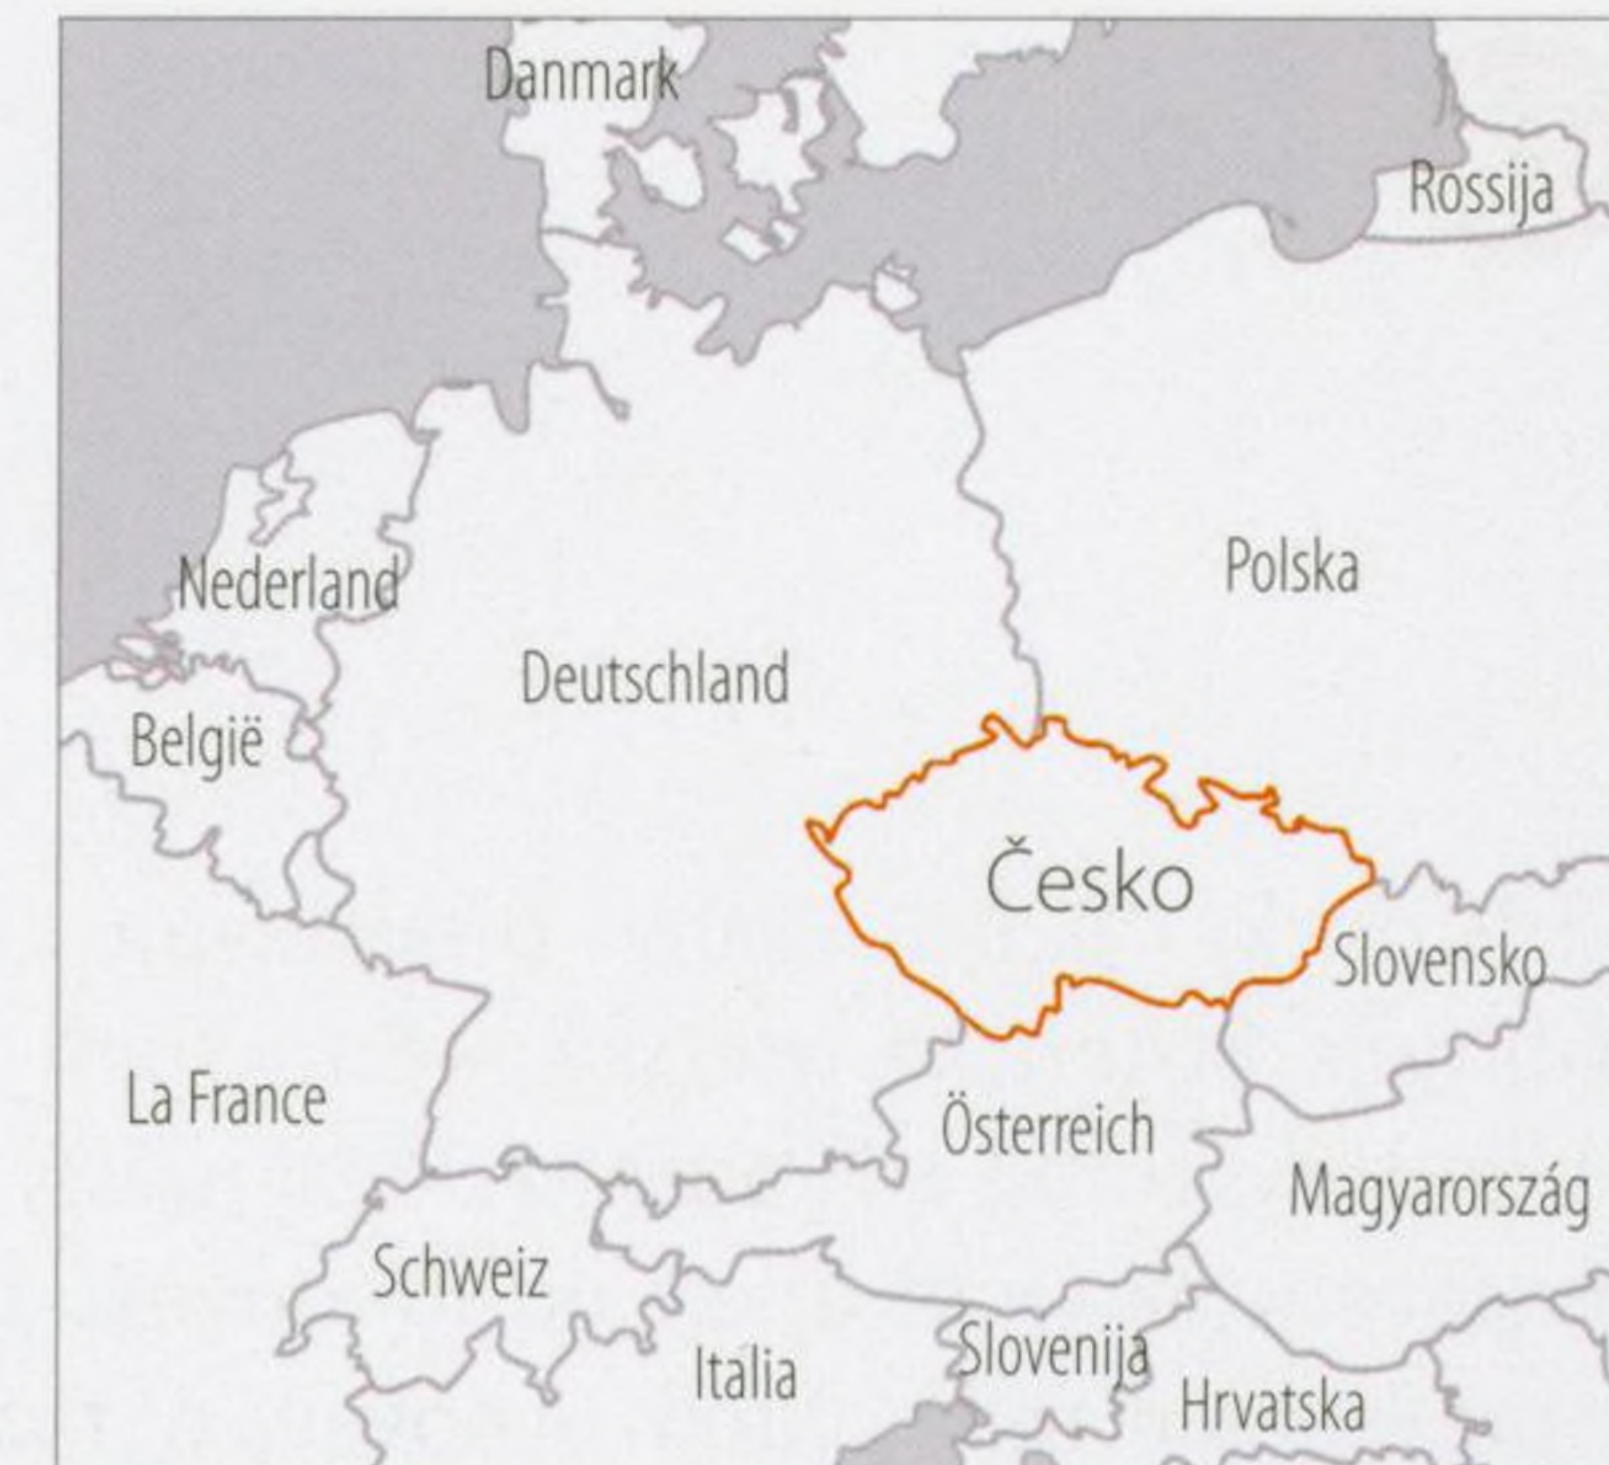 Danmark
Rossija
Nederland
Polska
Deutschland
België
Česko
Slovensko
La France
Österreich
Magyarország
Schweiz
Slovenija
Italia
Hrvatska